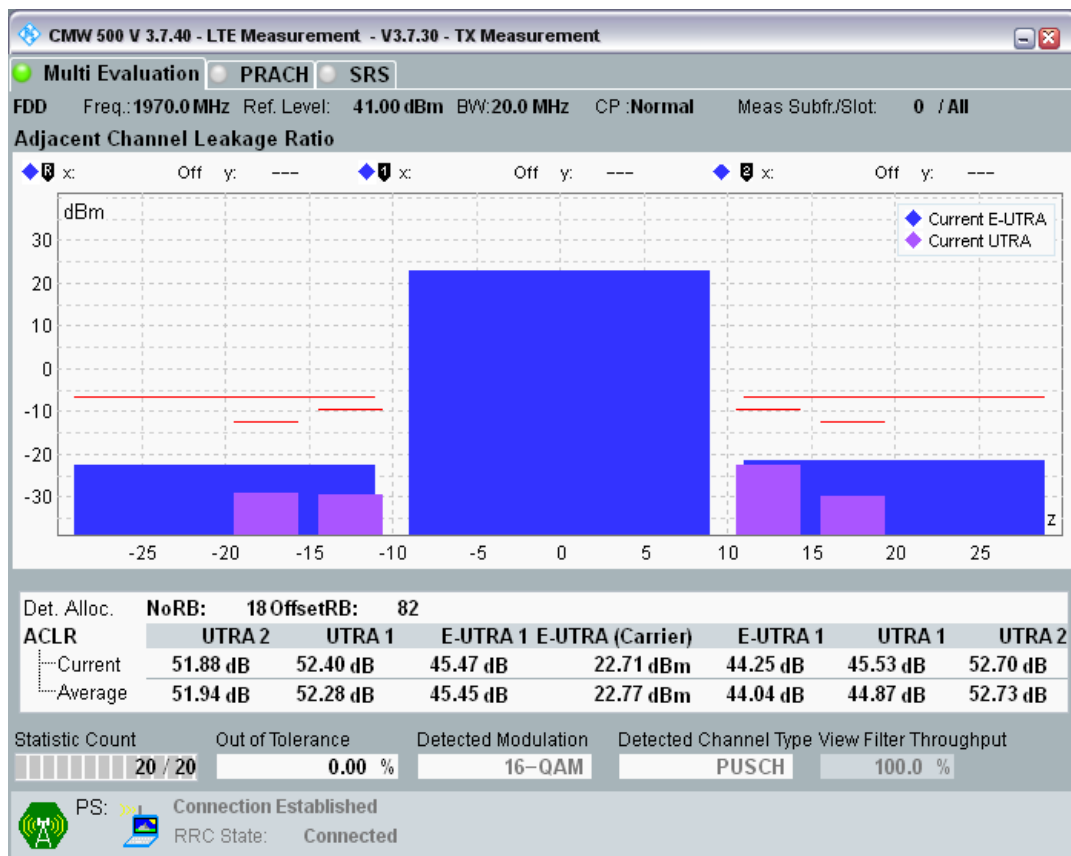 CMW 500 V 3.7.40 - LTE Measurement - V3.7.30 - TX Measurement
Multi Evaluation PRACH SRS
FDD Freq.:1970.0 MHz Ref. Level: 41.00 dBm BW:20.0 MHz CP :Normal Meas Subfr./Slot: 0 / All
Adjacent Channel Leakage Ratio
R x: Off y: --- 1 x: Off y: --- 2 x: Off y: ---
dBm
Current E-UTRA
Current UTRA
30
20
10
0
-10
-20
-30
z
-25 -20 -15 -10 -5 0 5 10 15 20 25
Det. Alloc. NoRB: 18 OffsetRB: 82
ACLR UTRA 2 UTRA 1 E-UTRA 1 E-UTRA (Carrier) E-UTRA 1 UTRA 1 UTRA 2
Current 51.88 dB 52.40 dB 45.47 dB 22.71 dBm 44.25 dB 45.53 dB 52.70 dB
Average 51.94 dB 52.28 dB 45.45 dB 22.77 dBm 44.04 dB 44.87 dB 52.73 dB
Statistic Count Out of Tolerance Detected Modulation Detected Channel Type View Filter Throughput
20 / 20 0.00 % 16-QAM PUSCH 100.0 %
PS: Connection Established
RRC State: Connected